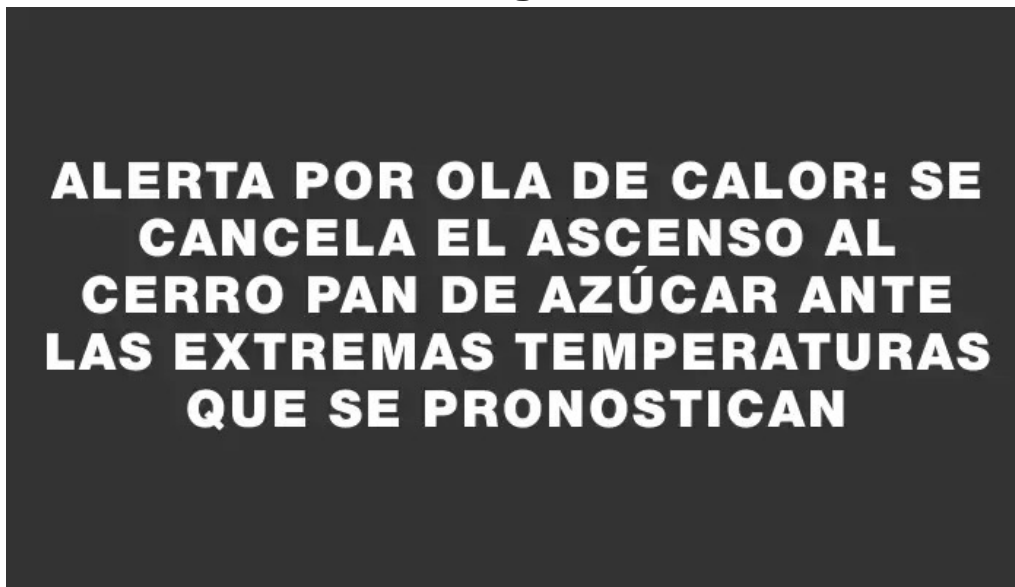 ALERTA POR OLA DE CALOR: SE
CANCELA EL ASCENSO AL
CERRO PAN DE AZÚCAR ANTE
LAS EXTREMAS TEMPERATURAS
QUE SE PRONOSTICAN